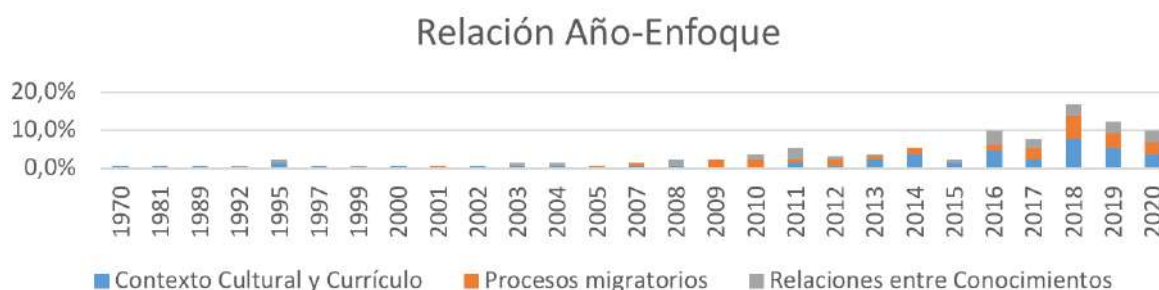 Relación Año-Enfoque
20,0%
10,0%
0,0%
1970 1981 1989 1992 1995 1997 1999 2000 2001 2002 2003 2004 2005 2007 2008 2009 2010 2011 2012 2013 2014 2015 2016 2017 2018 2019 2020
Contexto Cultural y Currículo Procesos migratorios Relaciones entre Conocimientos